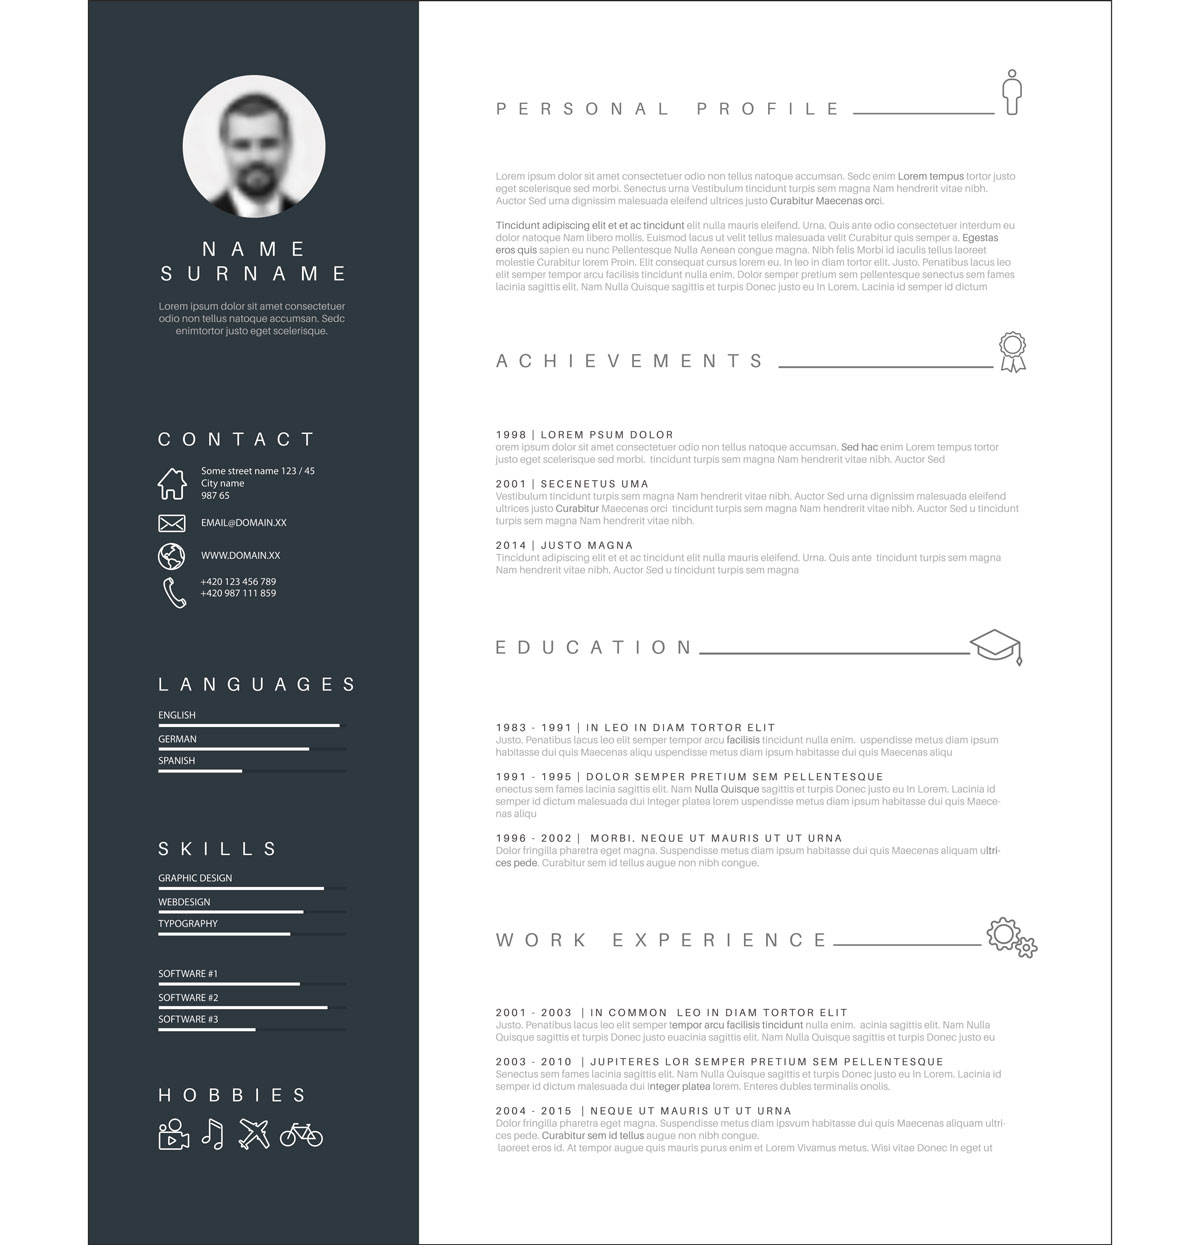 NAME
SURNAME
Lorem ipsum dolor sit amet consectetuer
odio non tellus natoque accumsan. Sedc
enimtortor justo eget scelerisque.
CONTACT
Some street name 123 / 45
City name
987 65
EMAIL@DOMAIN.XX
WWW.DOMAIN.XX
+420 123 456 789
+420 987 111 859
LANGUAGES
ENGLISH
GERMAN
SPANISH
SKILLS
GRAPHIC DESIGN
WEBDESIGN
TYPOGRAPHY
SOFTWARE #1
SOFTWARE #2
SOFTWARE #3
HOBBIES
PERSONAL PROFILE
Lorem ipsum dolor sit amet consectetuer odio non tellus natoque accumsan. Sedc enim Lorem tempus tortor justo
eget scelerisque sed morbi. Senectus urna Vestibulum tincidunt turpis sem magna Nam hendrerit vitae nibh.
Auctor Sed urna dignissim malesuada eleifend ultrices justo Curabitur Maecenas orci.
Tincidunt adipiscing elit et et ac tincidunt elit nulla mauris eleifend. Urna. Quis ante odio consectetuer interdum eu
dolor natoque Nam libero mollis. Euismod lacus ut velit tellus malesuada velit Curabitur quis semper a. Egestas
eros quis sapien eu nunc Pellentesque Nulla Aenean congue magna. Nibh felis Morbi id iaculis tellus laoreet
molestie Curabitur lorem Proin. Elit consequat cursus lorem eu. In leo in diam tortor elit. Justo. Penatibus lacus leo
elit semper tempor arcu facilisis tincidunt nulla enim. Dolor semper pretium sem pellentesque senectus sem fames
lacinia sagittis elit. Nam Nulla Quisque sagittis et turpis Donec justo eu In Lorem. Lacinia id semper id dictum
ACHIEVEMENTS
1998 | LOREM PSUM DOLOR
orem ipsum dolor sit amet consectetuer odio non tellus natoque accumsan. Sed hac enim Lorem tempus tortor
justo eget scelerisque sed morbi. tincidunt turpis sem magna Nam hendrerit vitae nibh. Auctor Sed
2001 | SECENETUS UMA
Vestibulum tincidunt turpis sem magna Nam hendrerit vitae nibh. Auctor Sed urna dignissim malesuada eleifend
ultrices justo Curabitur Maecenas orci tincidunt turpis sem magna Nam hendrerit vitae nibh. Auctor Sed u tincidunt
turpis sem magna Nam hendrerit vitae nibh.
2014 | JUSTO MAGNA
Tincidunt adipiscing elit et et ac tincidunt elit nulla mauris eleifend. Urna. Quis ante tincidunt turpis sem magna
Nam hendrerit vitae nibh. Auctor Sed u tincidunt turpis sem magna
EDUCATION
1983 - 1991 | IN LEO IN DIAM TORTOR ELIT
Justo. Penatibus lacus leo elit semper tempor arcu facilisis tincidunt nulla enim. uspendisse metus diam ipsum
habitasse dui quis Maecenas aliqu uspendisse metus diam ipsum habitasse dui quis Maecenas aliqu
1991 - 1995 | DOLOR SEMPER PRETIUM SEM PELLENTESQUE
enectus sem fames lacinia sagittis elit. Nam Nulla Quisque sagittis et turpis Donec justo eu In Lorem. Lacinia id
semper id dictum malesuada dui Integer platea lorem uspendisse metus diam ipsum habitasse dui quis Maece-
nas aliqu
1996 - 2002 | MORBI. NEQUE UT MAURIS UT UT URNA
Dolor fringilla pharetra eget magna. Suspendisse metus diam ipsum habitasse dui quis Maecenas aliquam ultri-
ces pede. Curabitur sem id tellus augue non nibh congue.
WORK EXPERIENCE
2001 - 2003 | IN COMMON LEO IN DIAM TORTOR ELIT
Justo. Penatibus lacus leo elit semper tempor arcu facilisis tincidunt nulla enim. acinia sagittis elit. Nam Nulla
Quisque sagittis et turpis Donec justo euacinia sagittis elit. Nam Nulla Quisque sagittis et turpis Donec justo eu
2003 - 2010 | JUPITERES LOR SEMPER PRETIUM SEM PELLENTESQUE
Senectus sem fames lacinia sagittis elit. Nam Nulla Quisque sagittis et turpis Donec justo eu In Lorem. Lacinia id
semper id dictum malesuada dui Integer platea lorem. Enteres dubles terminalis onolis.
2004 - 2015 | NEQUE UT MAURIS UT UT URNA
Dolor fringilla pharetra eget magna. Suspendisse metus diam ipsvum habitasse dui quis Maecenas aliquam ultri-
ces pede. Curabitur sem id tellus augue non nibh congue.
laoreet eros id. At tempor augue quis mauris purus enim et Lorem Vivamus metus. Wisi vitae Donec In eget ut